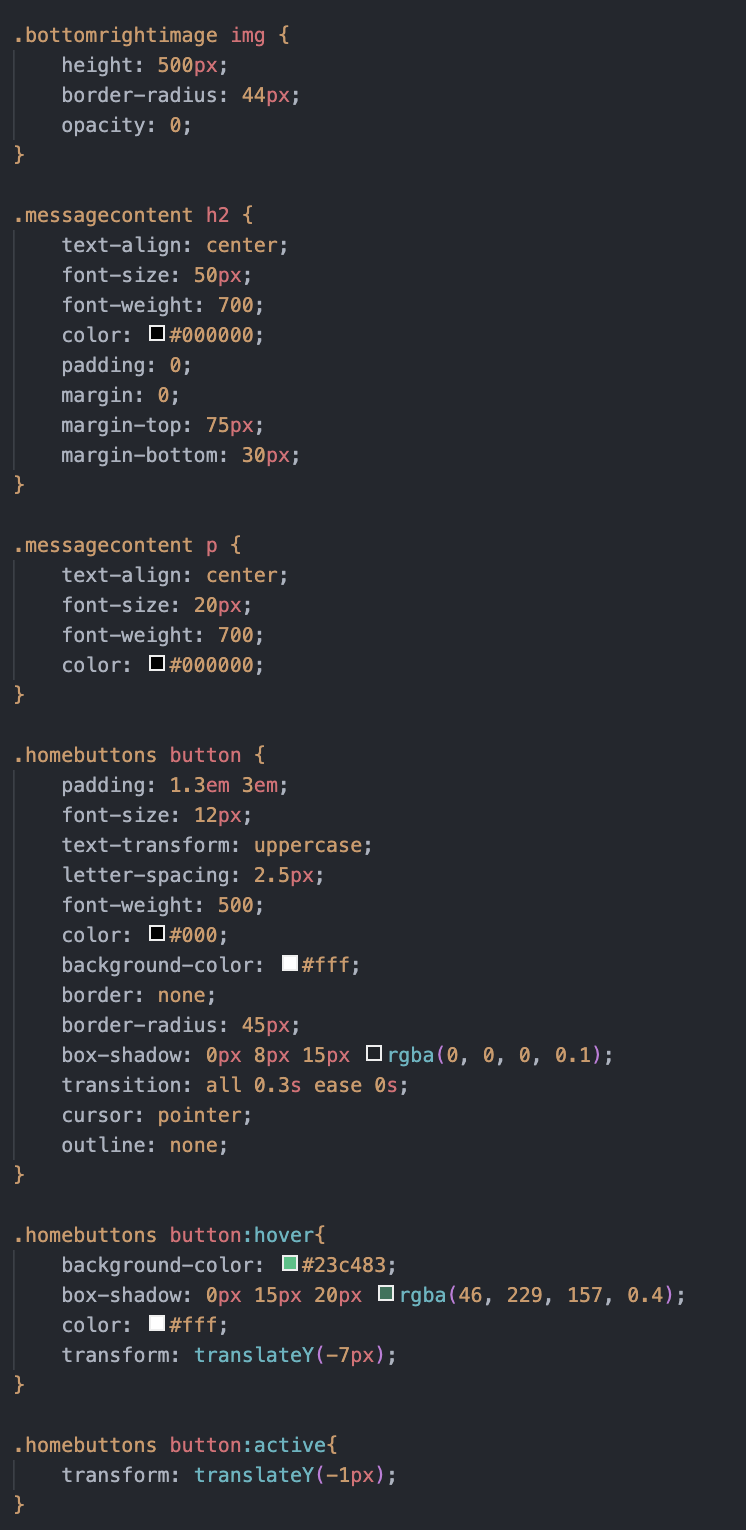 .bottomrightimage img {
    height: 500px;
    border-radius: 44px;
    opacity: 0;
}

.messagecontent h2 {
    text-align: center;
    font-size: 50px;
    font-weight: 700;
    color: #000000;
    padding: 0;
    margin: 0;
    margin-top: 75px;
    margin-bottom: 30px;
}

.messagecontent p {
    text-align: center;
    font-size: 20px;
    font-weight: 700;
    color: #000000;
}

.homebuttons button {
    padding: 1.3em 3em;
    font-size: 12px;
    text-transform: uppercase;
    letter-spacing: 2.5px;
    font-weight: 500;
    color: #000;
    background-color: #fff;
    border: none;
    border-radius: 45px;
    box-shadow: 0px 8px 15px rgba(0, 0, 0, 0.1);
    transition: all 0.3s ease 0s;
    cursor: pointer;
    outline: none;
}

.homebuttons button:hover{
    background-color: #23c483;
    box-shadow: 0px 15px 20px rgba(46, 229, 157, 0.4);
    color: #fff;
    transform: translateY(-7px);
}

.homebuttons button:active{
    transform: translateY(-1px);
}